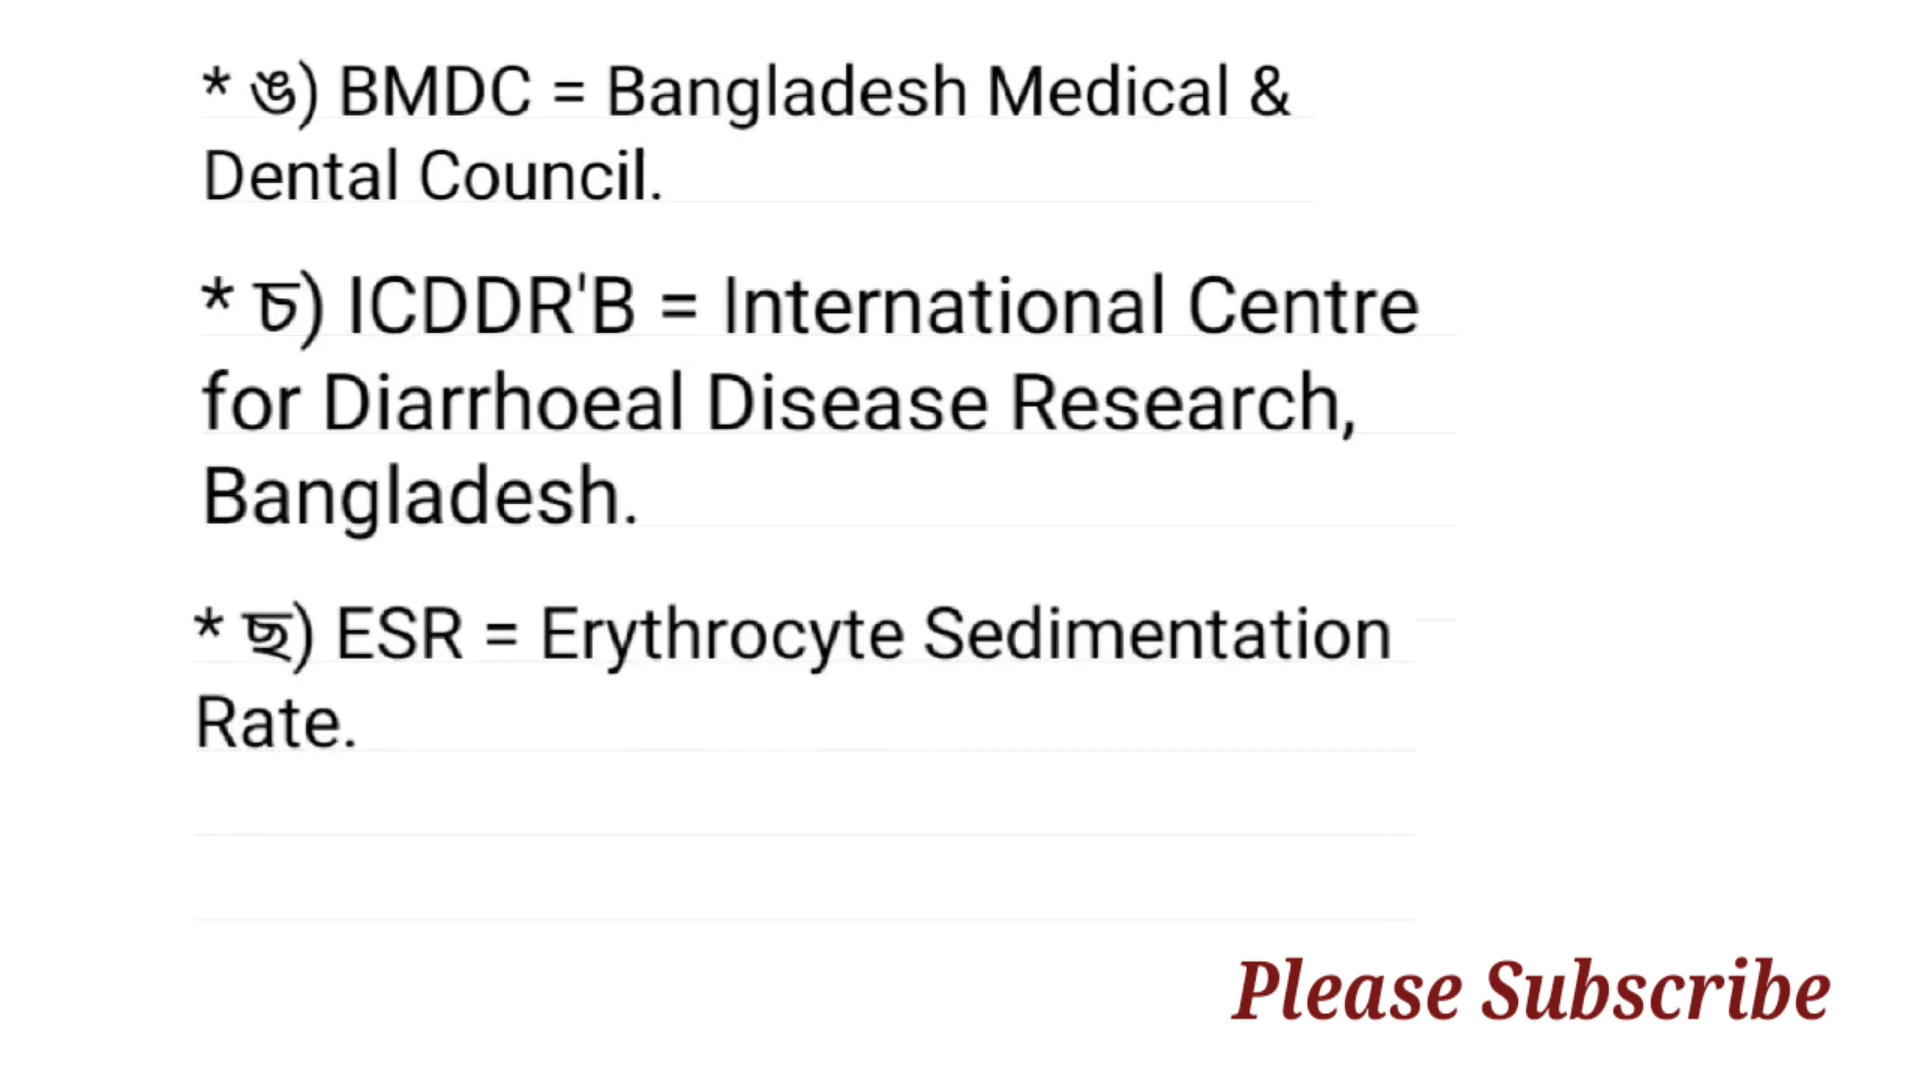 * ঙ) BMDC = Bangladesh Medical &
Dental Council.
* চ) ICDDR'B = International Centre
for Diarrhoeal Disease Research,
Bangladesh.
* ছ) ESR = Erythrocyte Sedimentation
Rate.
Please Subscribe